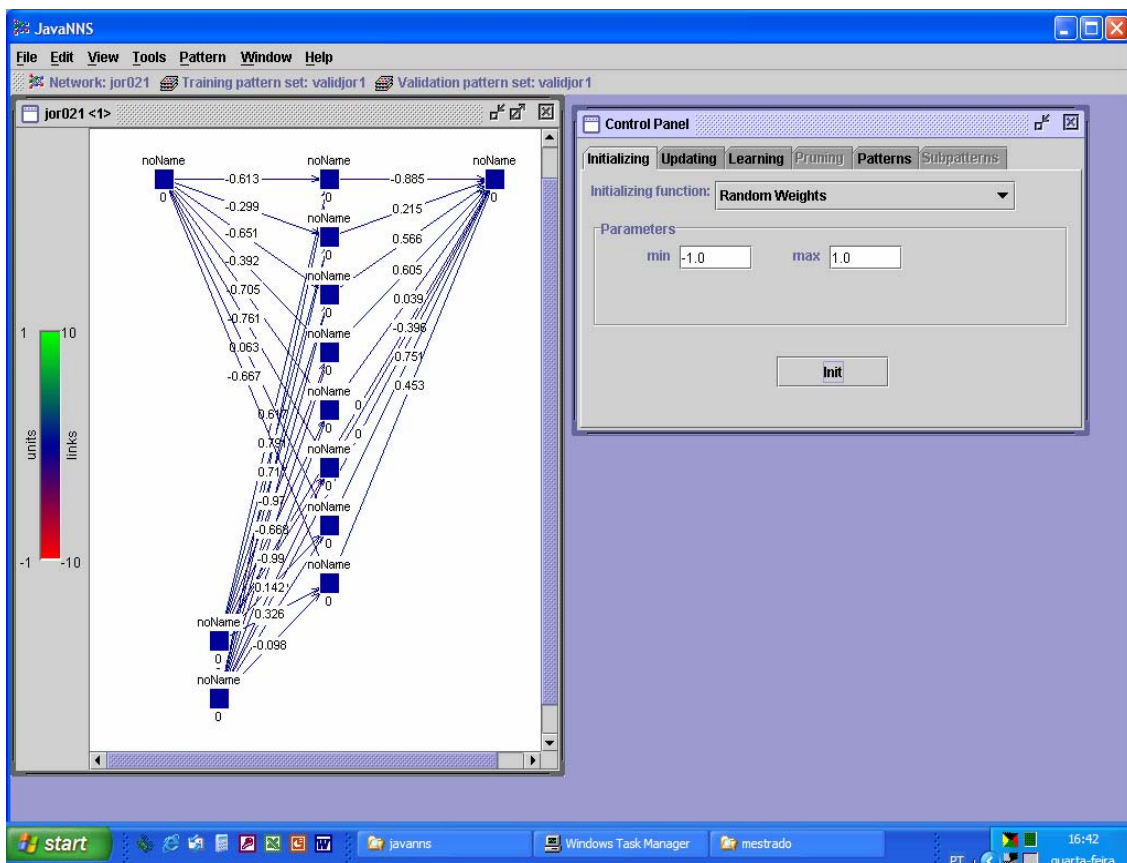 JavaNNS
File Edit View Tools Pattern Window Help
Network: jor021 Training pattern set: validjor1 Validation pattern set: validjor1
jor021 <1>
noName noName noName
-0.613 -0.885
0 0 0
-0.299 0.215
noName
-0.651 0.566
0
-0.392 noName 0.605
-0.705 0 0.039
-0.761 noName -0.396
0.063 0 0.751
-0.667 noName 0.453
0.617 0
0
0.791 noName 0
0.717
0
-0.97 noName
-0.668 0
-0.99 noName
0.142
0
noName 0.326
0 -0.098
noName
0
1 10
units
links
-1 -10
Control Panel
Initializing Updating Learning Pruning Patterns Subpatterns
Initializing function: Random Weights
Parameters
min -1.0 max 1.0
Init
start
javanns
Windows Task Manager
mestrado
PT
16:42
quarta-feira